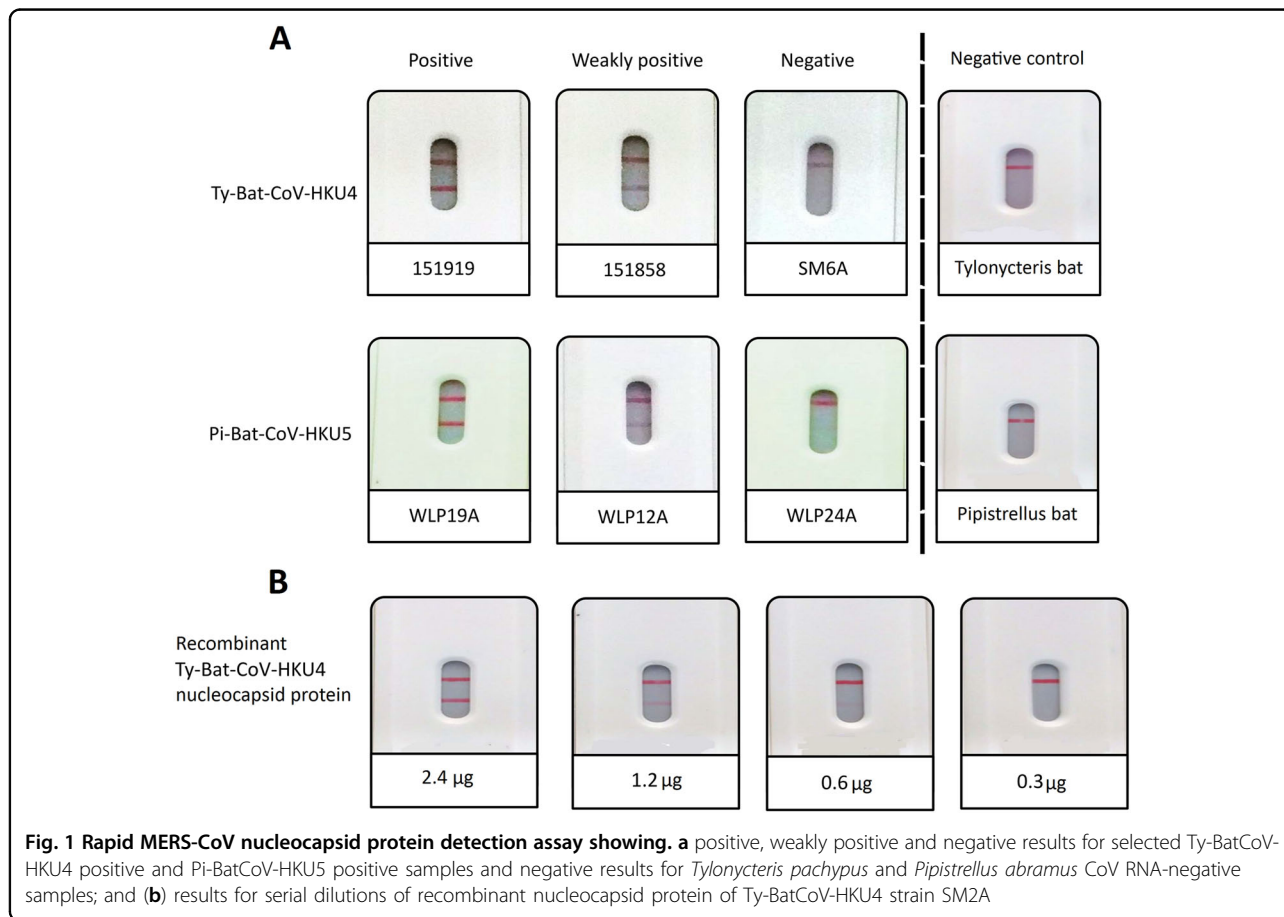 A
Positive
Weakly positive
Negative
Negative control
Ty-Bat-CoV-HKU4
151919
151858
SM6A
Tylonycteris bat
Pi-Bat-CoV-HKU5
WLP19A
WLP12A
WLP24A
Pipistrellus bat
B
Recombinant
Ty-Bat-CoV-HKU4
nucleocapsid protein
2.4 µg
1.2 µg
0.6 µg
0.3 µg
Fig. 1 Rapid MERS-CoV nucleocapsid protein detection assay showing. a positive, weakly positive and negative results for selected Ty-BatCoV-
HKU4 positive and Pi-BatCoV-HKU5 positive samples and negative results for Tylonycteris pachypus and Pipistrellus abramus CoV RNA-negative
samples; and (b) results for serial dilutions of recombinant nucleocapsid protein of Ty-BatCoV-HKU4 strain SM2A